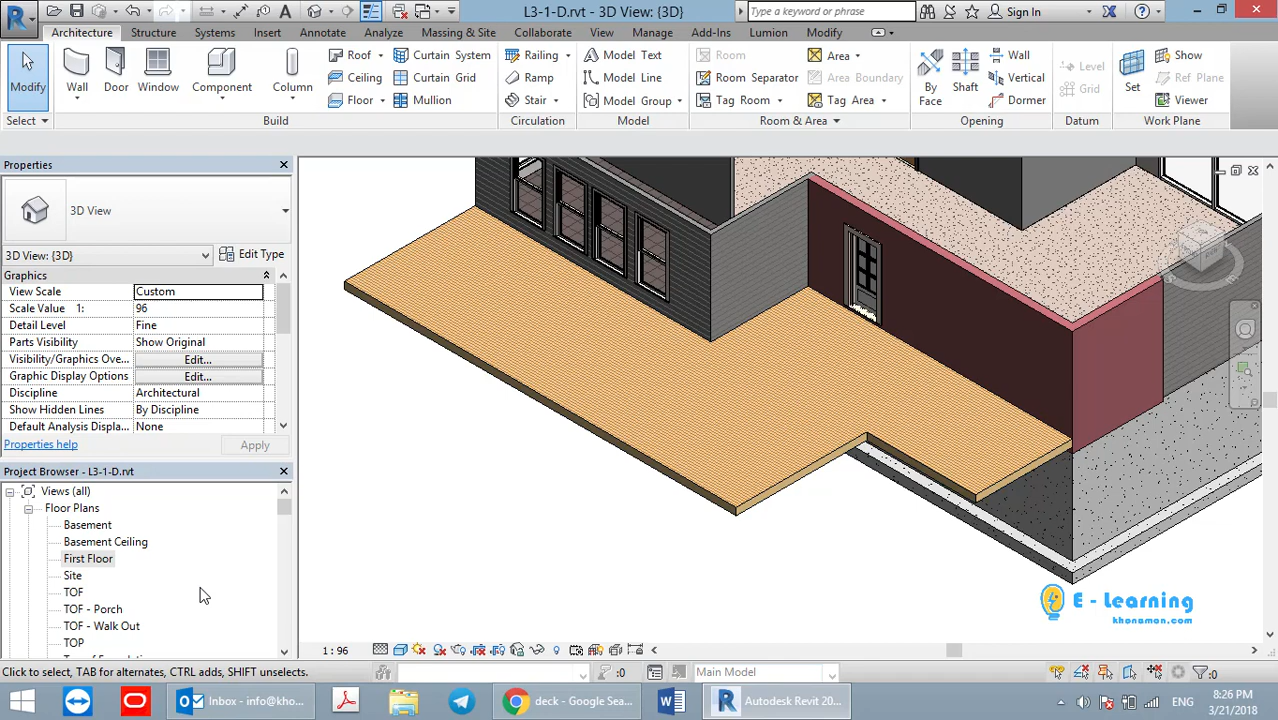 L3-1-D.rvt - 3D View: {3D}
Type a keyword or phrase
Sign In
Architecture Structure Systems Insert Annotate Analyze Massing & Site Collaborate View Manage Add-Ins Lumion Modify
Modify
Wall
Door
Window
Component
Column
Roof
Ceiling
Floor
Curtain System
Curtain Grid
Mullion
Railing
Ramp
Stair
Model Text
Model Line
Model Group
Room
Room Separator
Tag Room
Area
Area Boundary
Tag Area
By Face
Shaft
Wall
Vertical
Dormer
Level
Grid
Set
Show
Ref Plane
Viewer
Select Build Circulation Model Room & Area Opening Datum Work Plane
Properties
3D View
3D View: {3D} Edit Type
Graphics
View Scale Custom
Scale Value 1: 96
Detail Level Fine
Parts Visibility Show Original
Visibility/Graphics Ove... Edit...
Graphic Display Options Edit...
Discipline Architectural
Show Hidden Lines By Discipline
Default Analysis Displa... None
Properties help Apply
Project Browser - L3-1-D.rvt
Views (all)
Floor Plans
Basement
Basement Ceiling
First Floor
Site
TOF
TOF - Porch
TOF - Walk Out
TOP
E - Learning
khonamon.com
1 : 96
Click to select, TAB for alternates, CTRL adds, SHIFT unselects.
:0
Main Model
:0
Inbox - info@kho...
deck - Google Sea...
Autodesk Revit 20...
ENG
8:26 PM
3/21/2018